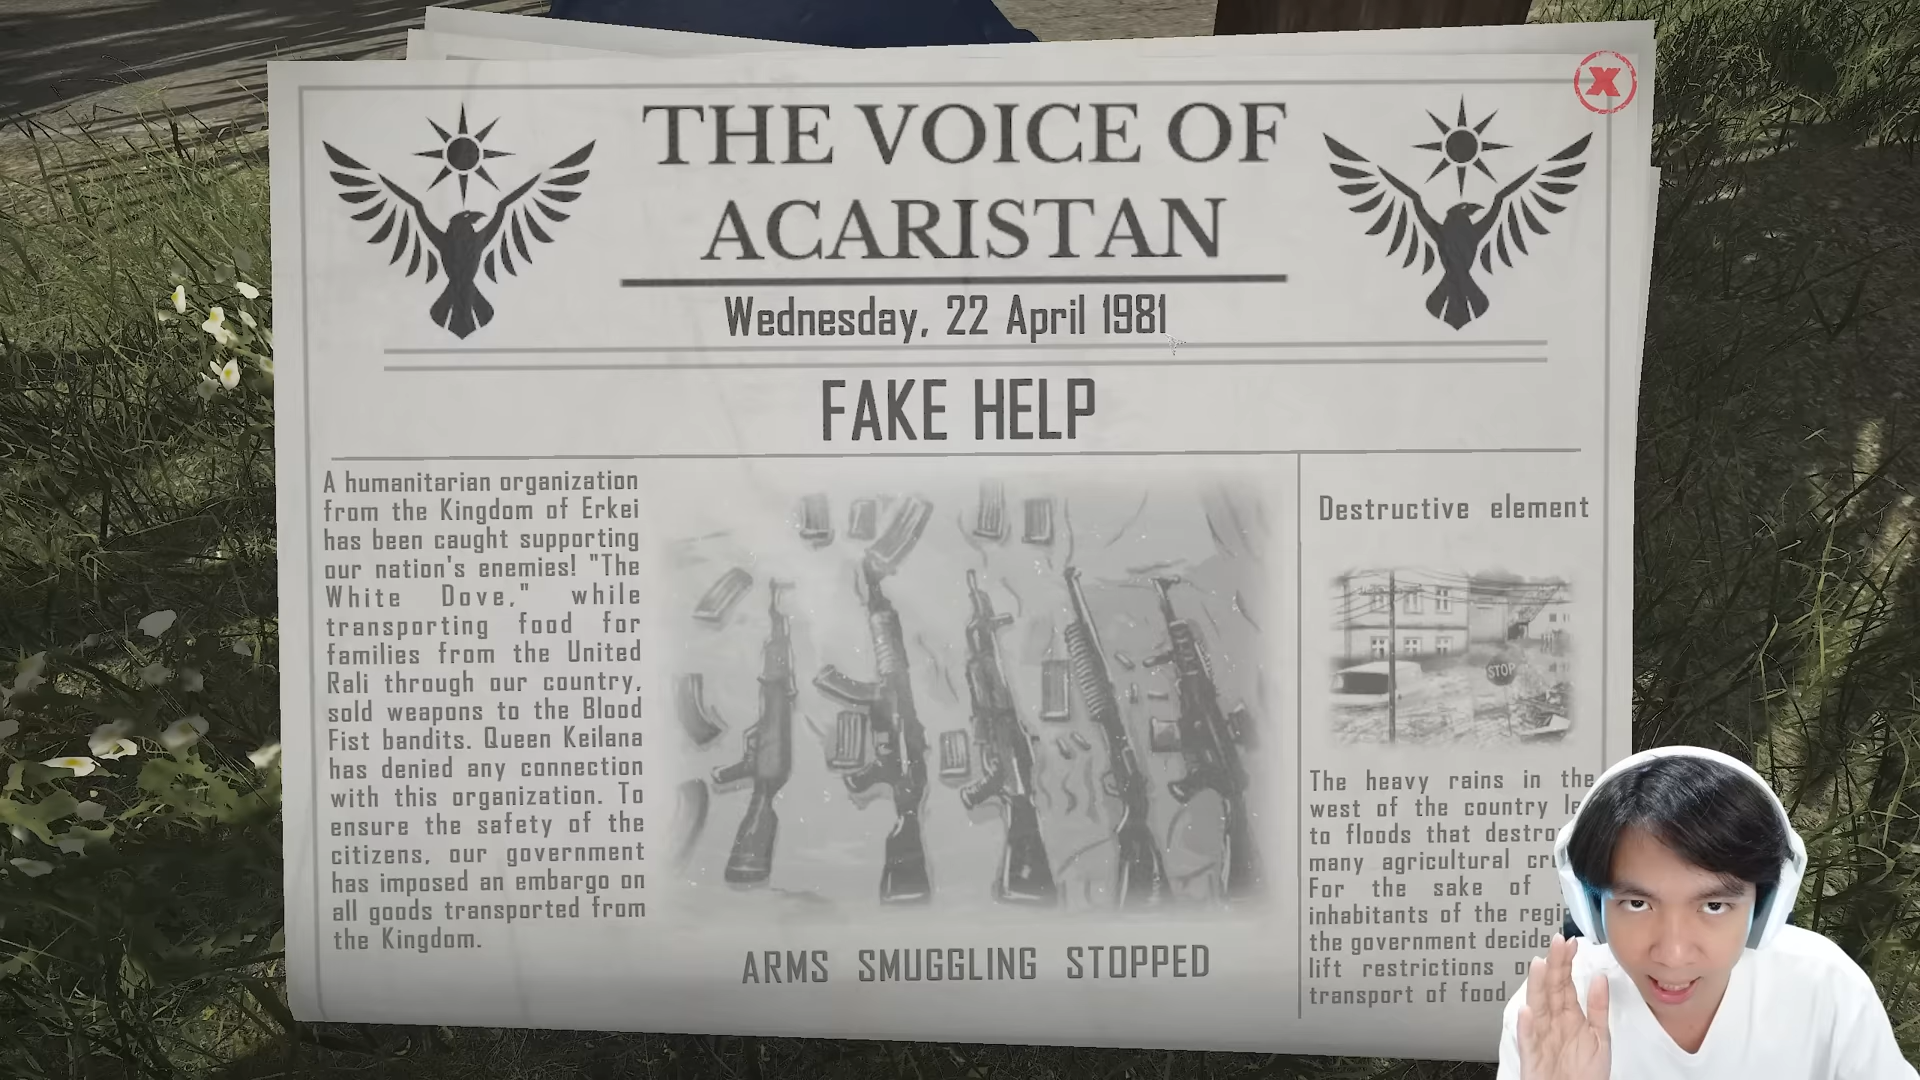 THE VOICE OF
ACARISTAN
Wednesday, 22 April 1981
FAKE HELP
A humanitarian organization
from the Kingdom of Erkei
has been caught supporting
our nation's enemies! "The
White Dove," while
transporting food for
families from the United
Rali through our country,
sold weapons to the Blood
Fist bandits. Queen Keilana
has denied any connection
with this organization. To
ensure the safety of the
citizens, our government
has imposed an embargo on
all goods transported from
the Kingdom.
ARMS SMUGGLING STOPPED
Destructive element
STOP
The heavy rains in the
west of the country
to floods that
many agricultural
For the sake of
inhabitants of the
the government
lift restrictions
transport of food.
X